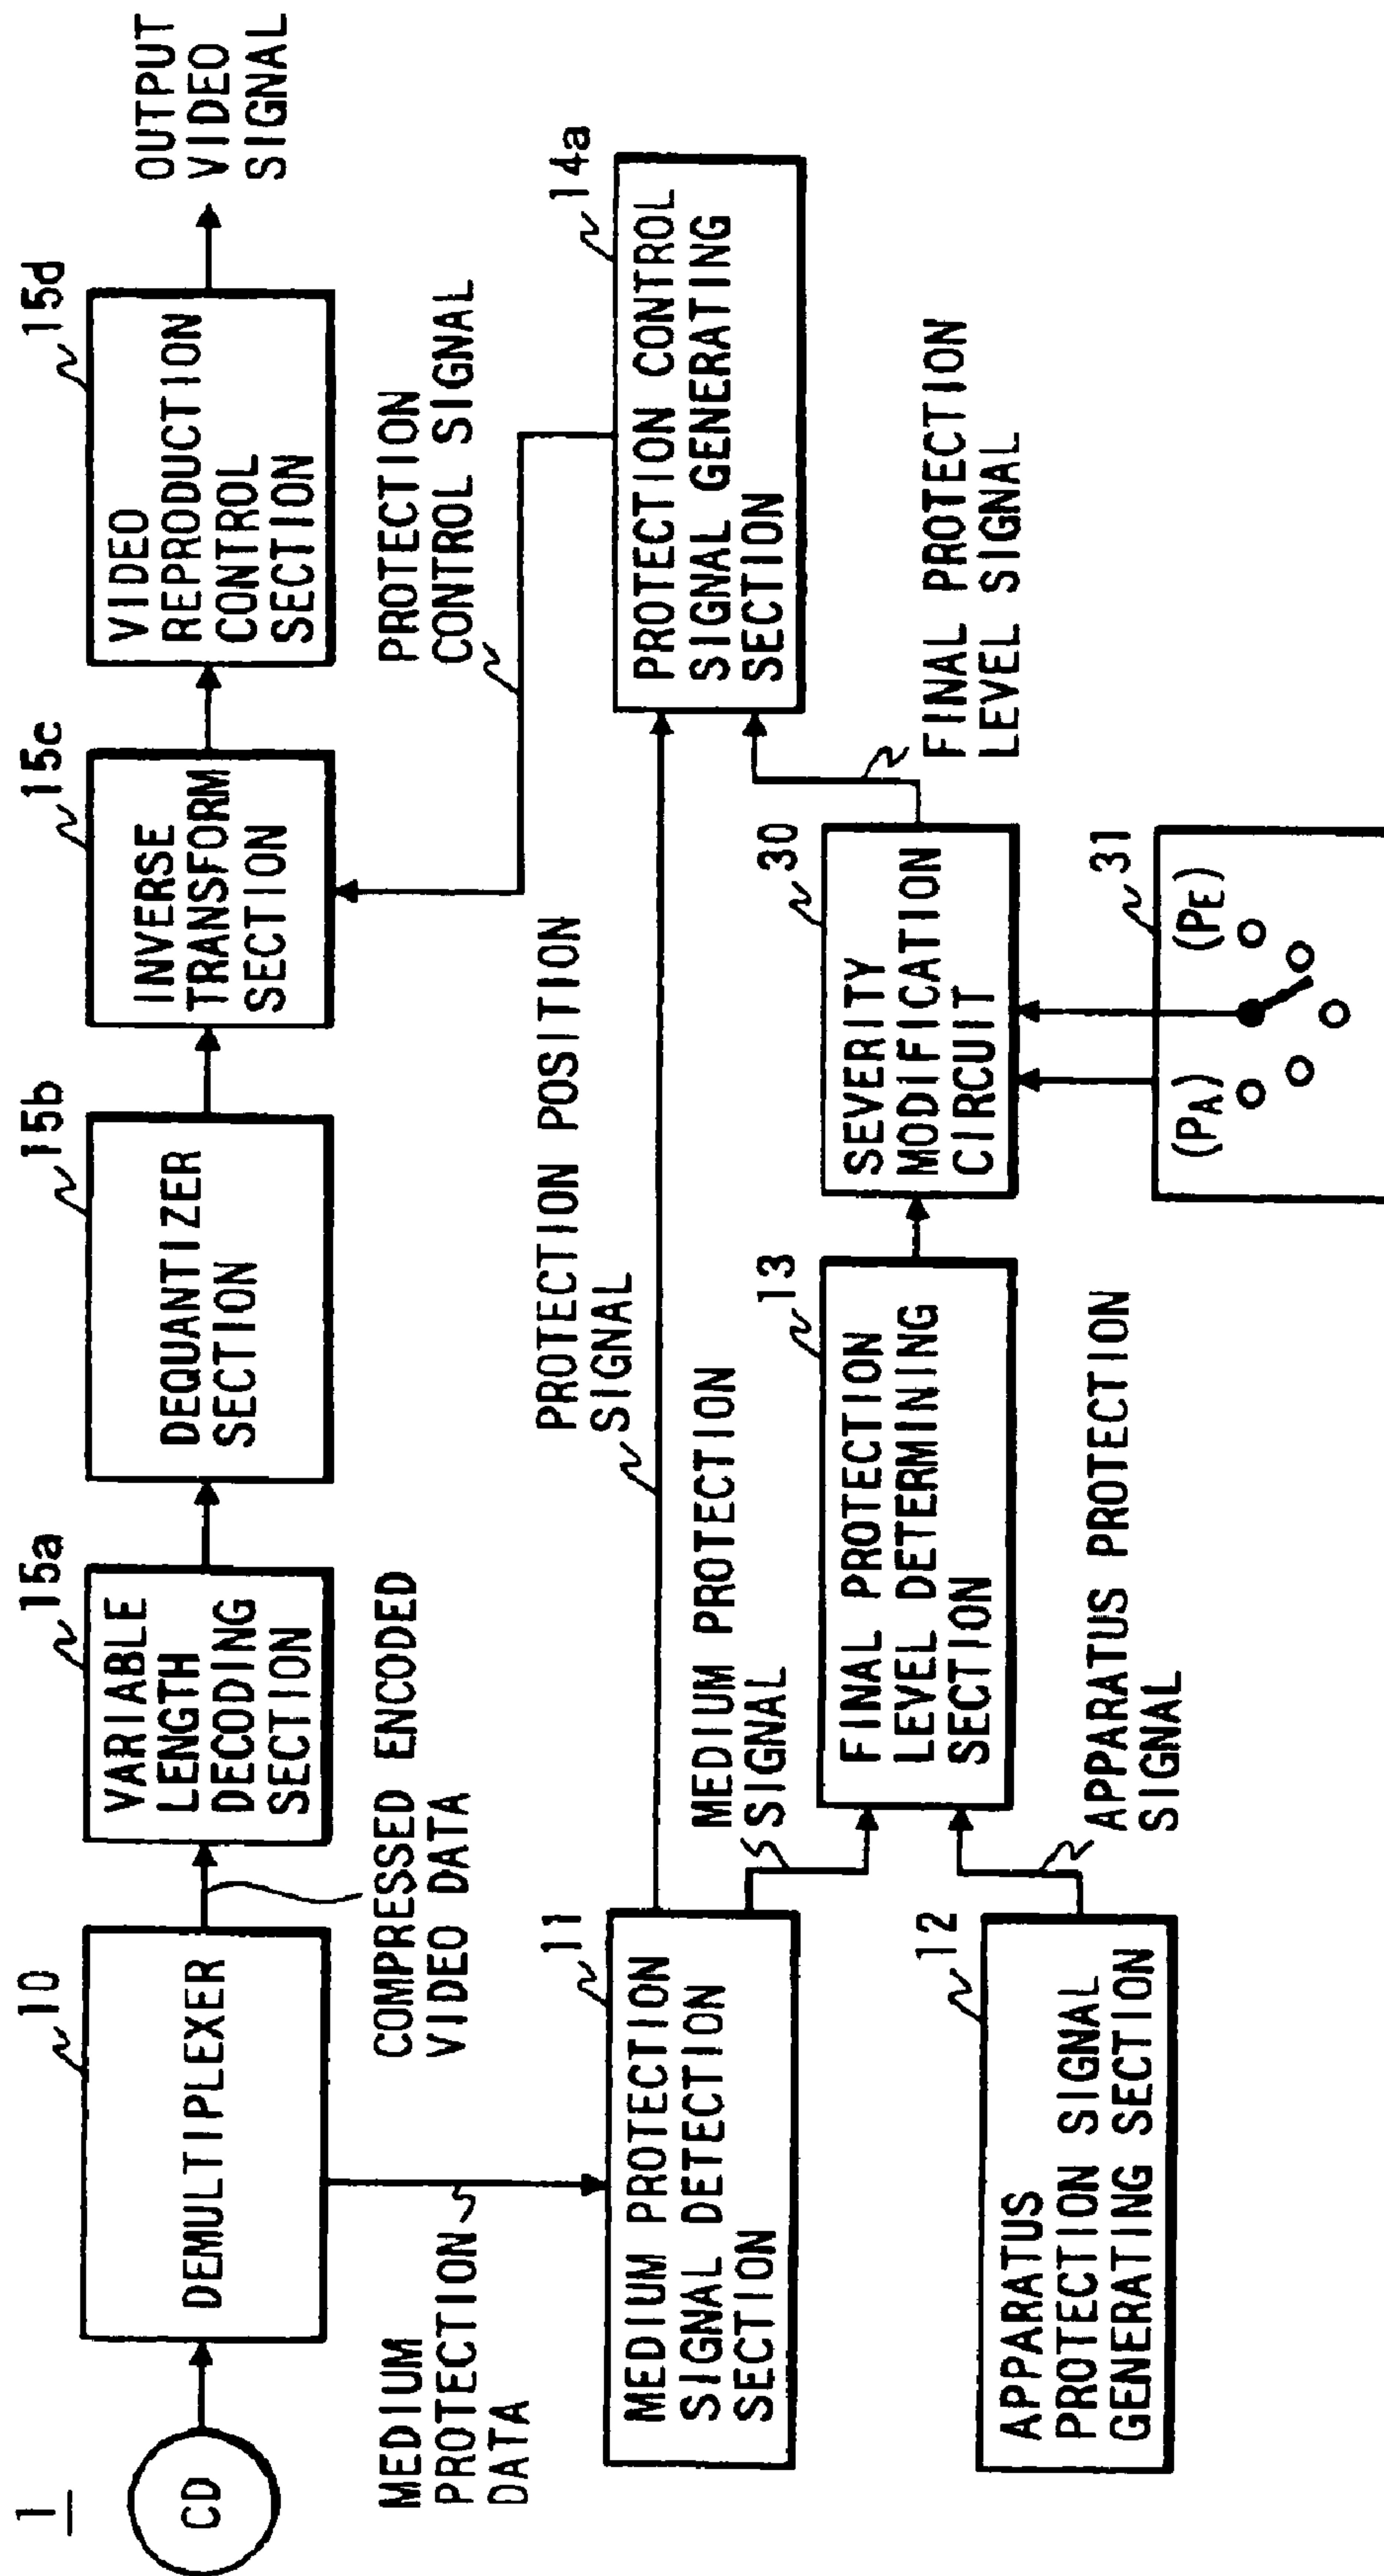 1
CD
10
DEMULTIPLEXER
COMPRESSED ENCODED
VIDEO DATA
15a
VARIABLE
LENGTH
DECODING
SECTION
15b
DEQUANTIZER
SECTION
15c
INVERSE
TRANSFORM
SECTION
15d
VIDEO
REPRODUCTION
CONTROL
SECTION
OUTPUT
VIDEO
SIGNAL
MEDIUM
PROTECTION
DATA
PROTECTION
CONTROL SIGNAL
11
MEDIUM PROTECTION
SIGNAL DETECTION
SECTION
PROTECTION POSITION
SIGNAL
14a
PROTECTION CONTROL
SIGNAL GENERATING
SECTION
MEDIUM PROTECTION
SIGNAL
13
FINAL PROTECTION
LEVEL DETERMINING
SECTION
30
SEVERITY
MODIFICATION
CIRCUIT
FINAL PROTECTION
LEVEL SIGNAL
12
APPARATUS
PROTECTION SIGNAL
GENERATING SECTION
APPARATUS PROTECTION
SIGNAL
31
(PA)
(PE)